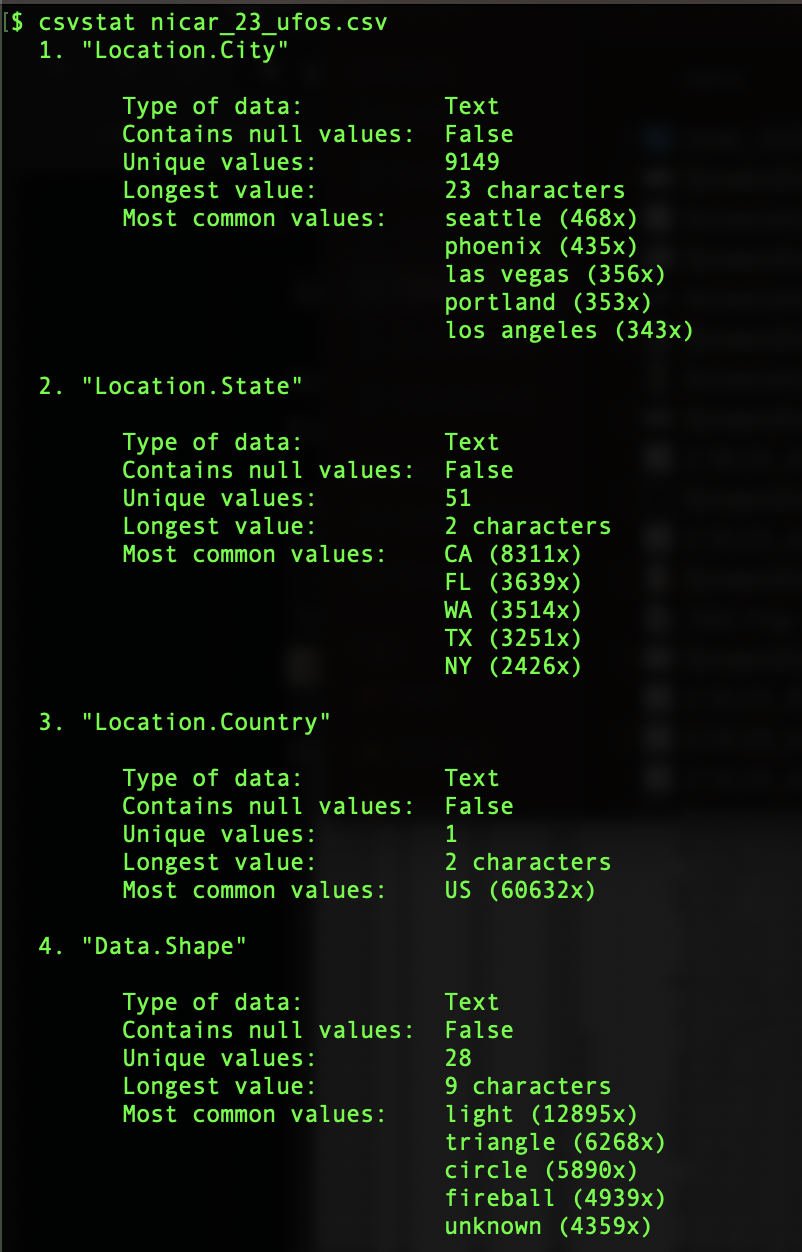 [$ csvstat nicar_23_ufos.csv
1. "Location.City"
Type of data: Text
Contains null values: False
Unique values: 9149
Longest value: 23 characters
Most common values: seattle (468x)
phoenix (435x)
las vegas (356x)
portland (353x)
los angeles (343x)
2. "Location.State"
Type of data: Text
Contains null values: False
Unique values: 51
Longest value: 2 characters
Most common values: CA (8311x)
FL (3639x)
WA (3514x)
TX (3251x)
NY (2426x)
3. "Location.Country"
Type of data: Text
Contains null values: False
Unique values: 1
Longest value: 2 characters
Most common values: US (60632x)
4. "Data.Shape"
Type of data: Text
Contains null values: False
Unique values: 28
Longest value: 9 characters
Most common values: light (12895x)
triangle (6268x)
circle (5890x)
fireball (4939x)
unknown (4359x)